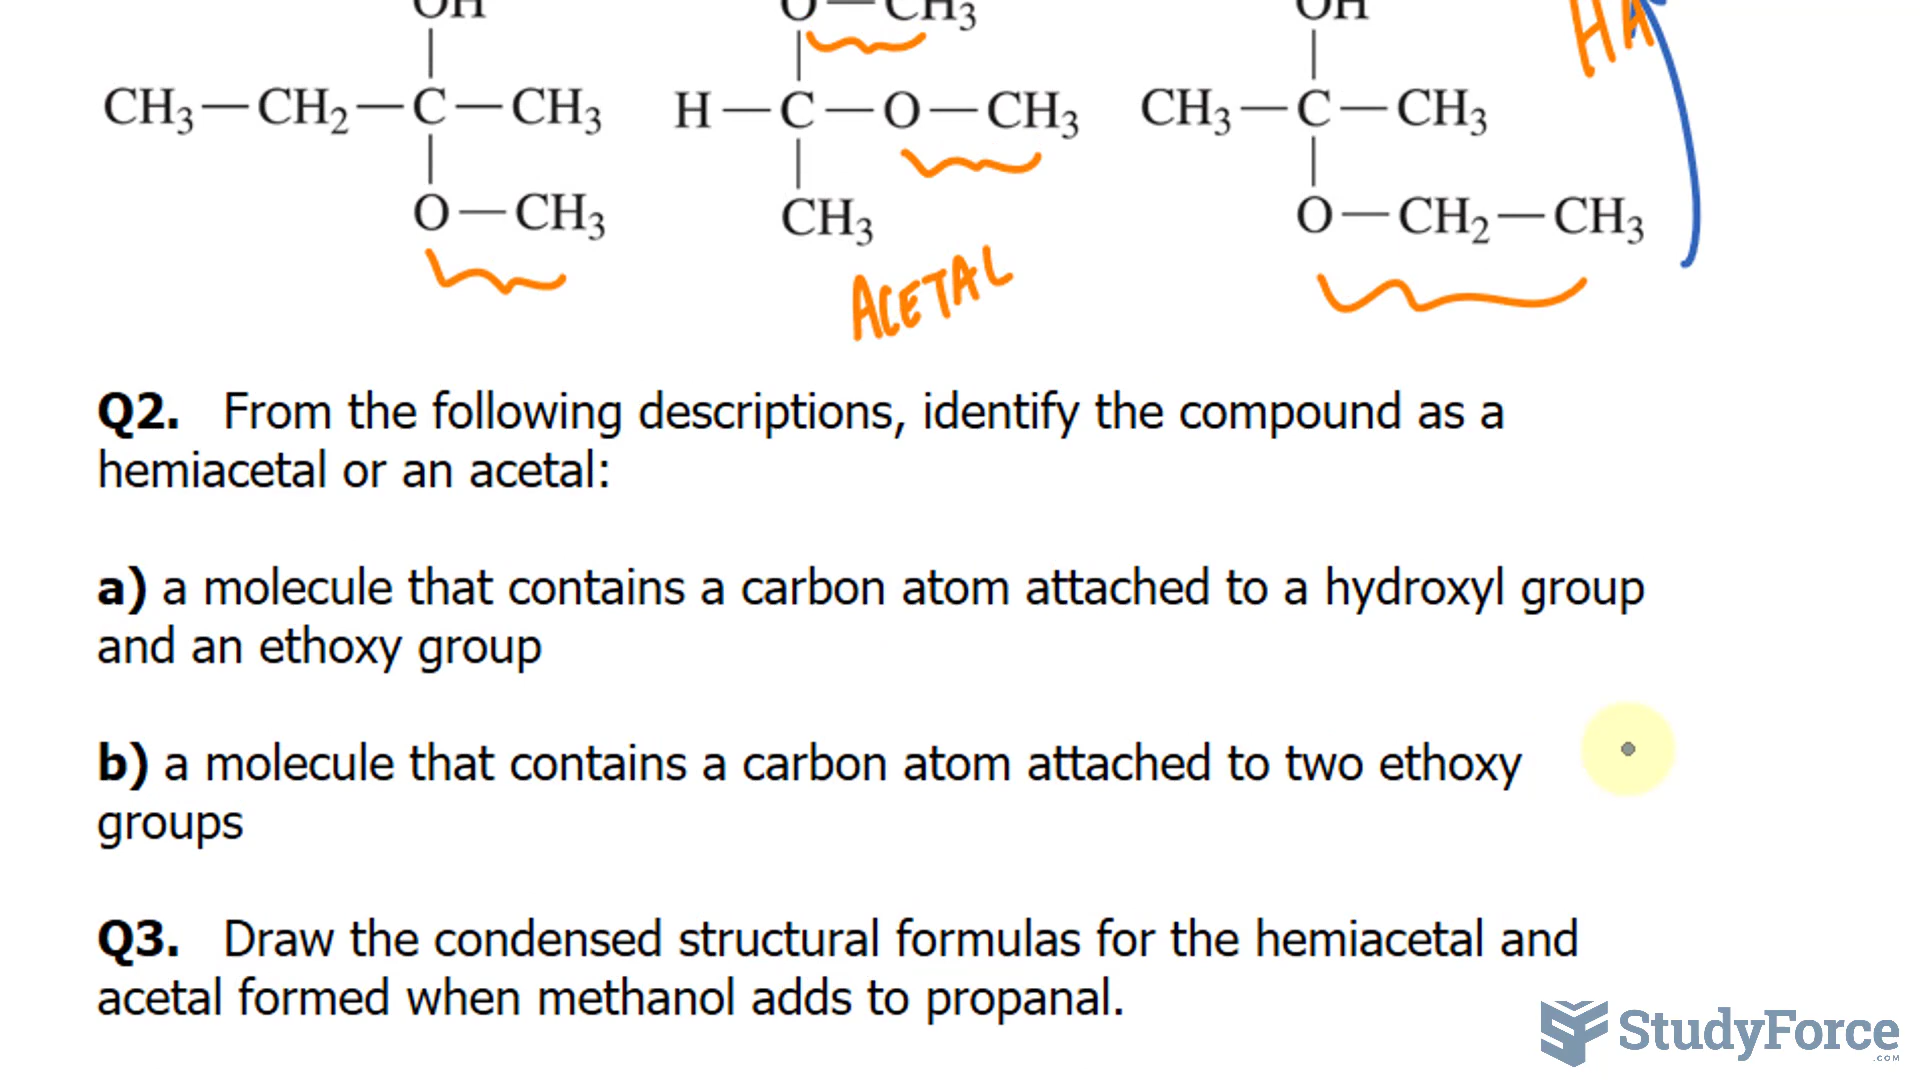 OH O—CH₃ OH HA
CH₃—CH₂—C—CH₃ H—C—O—CH₃ CH₃—C—CH₃
O—CH₃ CH₃ O—CH₂—CH₃
ACETAL
Q2. From the following descriptions, identify the compound as a
hemiacetal or an acetal:
a) a molecule that contains a carbon atom attached to a hydroxyl group
and an ethoxy group
b) a molecule that contains a carbon atom attached to two ethoxy
groups
Q3. Draw the condensed structural formulas for the hemiacetal and
acetal formed when methanol adds to propanal.
StudyForce
.COM